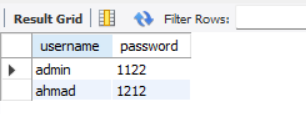 Result Grid Filter Rows:
username password
admin 1122
ahmad 1212